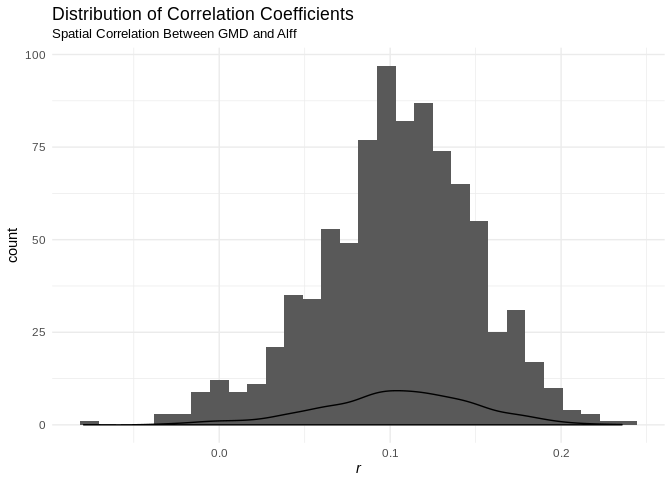 Distribution of Correlation Coefficients
Spatial Correlation Between GMD and Alff
100
75
50
25
0
count
0.0
0.1
0.2
r